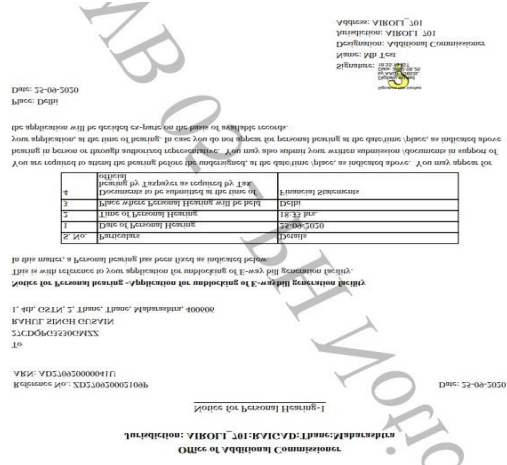 Office of Additional Commissioner
Jurisdiction: AIROLI_701:RAIGAD:Thane:Maharashtra
Notice for Personal Hearing-1
Reference No.: ZD270920002109P Date: 25-09-2020
ARN: AD270920000041U
To
27CDQPG3550GMZZ
RAHUL SINGH GUSAIN
1, 4th, GSTN, 2, Thane, Thane, Maharashtra, 400606
Notice for Personal hearing -Application for unblocking of E-waybill generation facility
This is with reference to your application for unblocking of E-way bill generation facility.
In this matter, a Personal hearing has been fixed as indicated below.
S. No. Particulars Details
1 Date of Personal Hearing 25-09-2020
2 Time of Personal Hearing 18:35 hrs.
3 Place where Personal Hearing will be held Delhi
4 Documents to be submitted at the time of hearing by Taxpayer as required by Tax official Financial Statements
You are required to attend the hearing before the undersigned, at the date/time /place, as indicated above. You may appear for
hearing in person or through authorized representative. You may also submit your written submission /documents in support of
your application, at the time of hearing. In case you do not appear for personal hearing at the date/time /place, as indicated above
the application will be decided ex-parte on the basis of available records.
Place: Delhi
Date: 25-09-2020
Signature:
Name: Mh Test
Designation: Additional Commissioner
Jurisdiction: AIROLI_701
Address: AIROLI_701